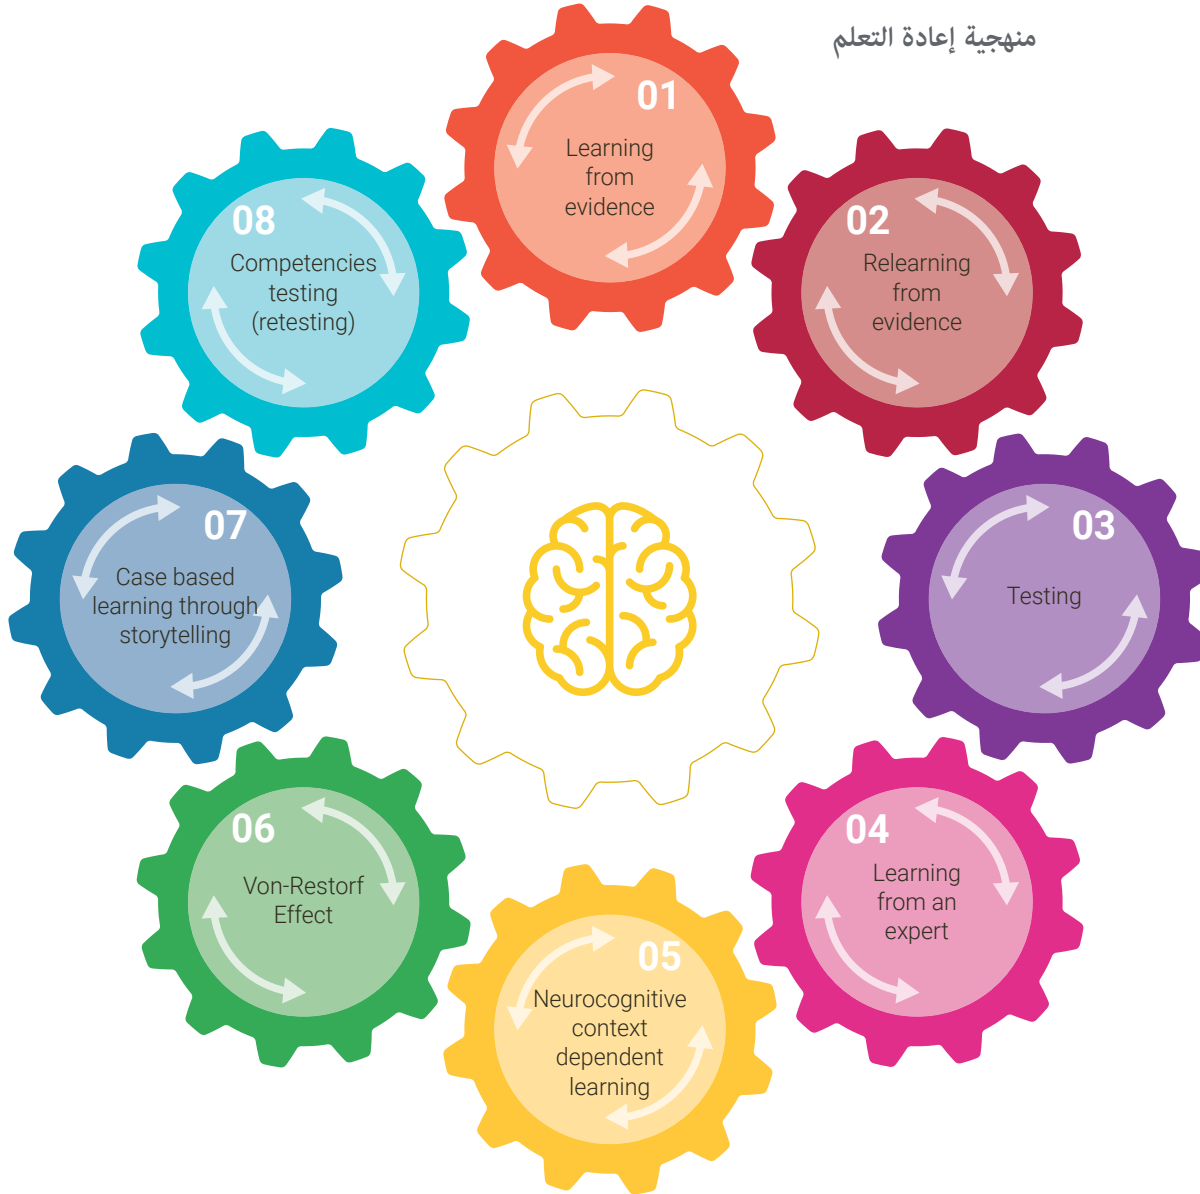 منهجية إعادة التعلم
01
Learning
from
evidence
02
Relearning
from
evidence
03
Testing
04
Learning
from an
expert
05
Neurocognitive
context
dependent
learning
06
Von-Restorf
Effect
07
Case based
learning through
storytelling
08
Competencies
testing
(retesting)